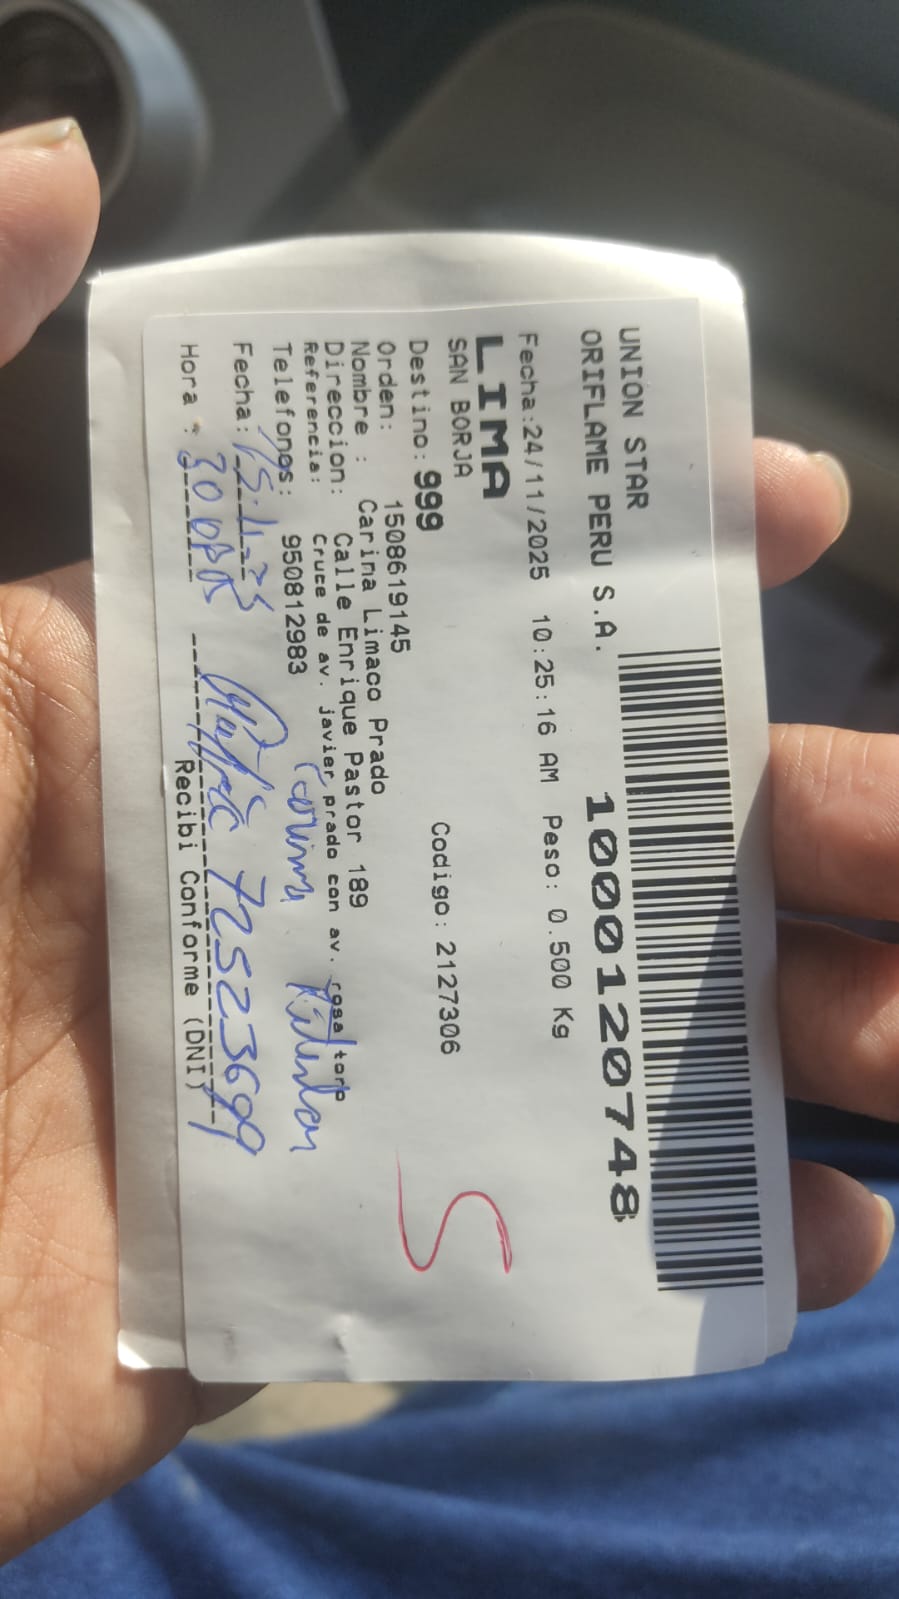 UNION STAR
ORIFLAME PERU S.A. 1000120748
Fecha:24/11/2025 10:25:16 AM Peso: 0.500 Kg
LIMA
SAN BORJA
Destino: 999 Codigo: 2127306
Orden: 1508619145
Nombre : Carina Limaco Prado
Direccion: Calle Enrique Pastor 189
Referencia: Cruce de av. javier prado con av. rosa toro
Telefonos: 950812983
Fecha:
Hora : 72523699
Recibi Conforme (DNI)